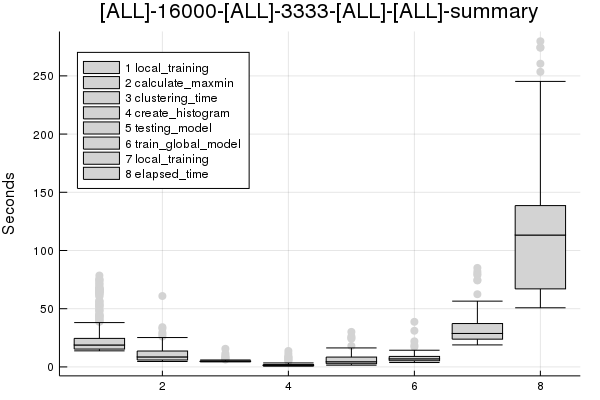 [ALL]-16000-[ALL]-3333-[ALL]-[ALL]-summary
Seconds
250
200
150
100
50
0
1 local_training
2 calculate_maxmin
3 clustering_time
4 create_histogram
5 testing_model
6 train_global_model
7 local_training
8 elapsed_time
2 4 6 8